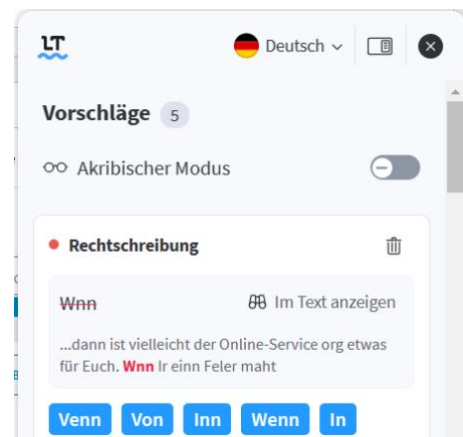 LT Deutsch
Vorschläge 5
Akribischer Modus
Rechtschreibung
Wnn Im Text anzeigen
...dann ist vielleicht der Online-Service org etwas
für Euch. Wnn Ir einn Feler maht
Venn Von Inn Wenn In